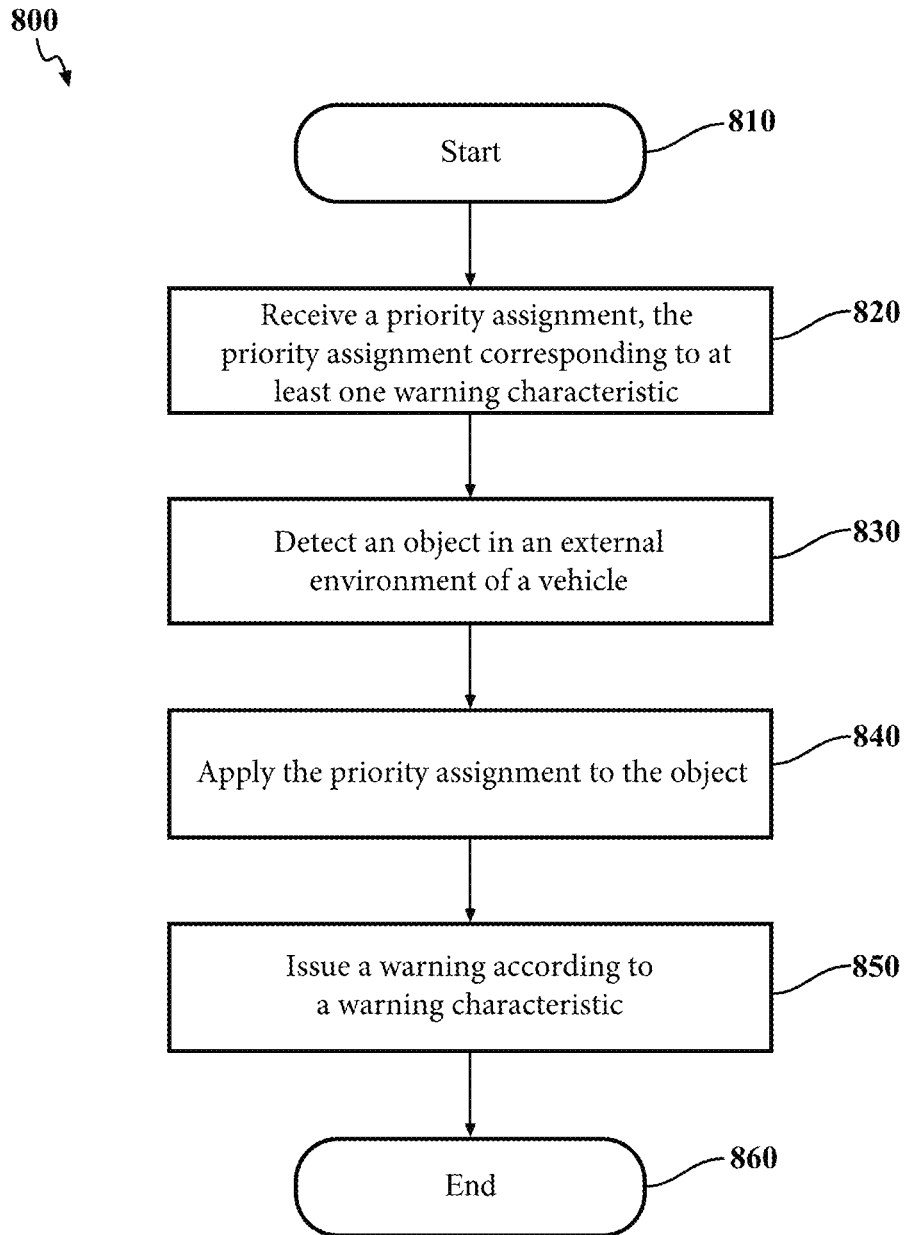 800
Start
810
Receive a priority assignment, the
priority assignment corresponding to at
least one warning characteristic
820
Detect an object in an external
environment of a vehicle
830
Apply the priority assignment to the object
840
Issue a warning according to
a warning characteristic
850
End
860